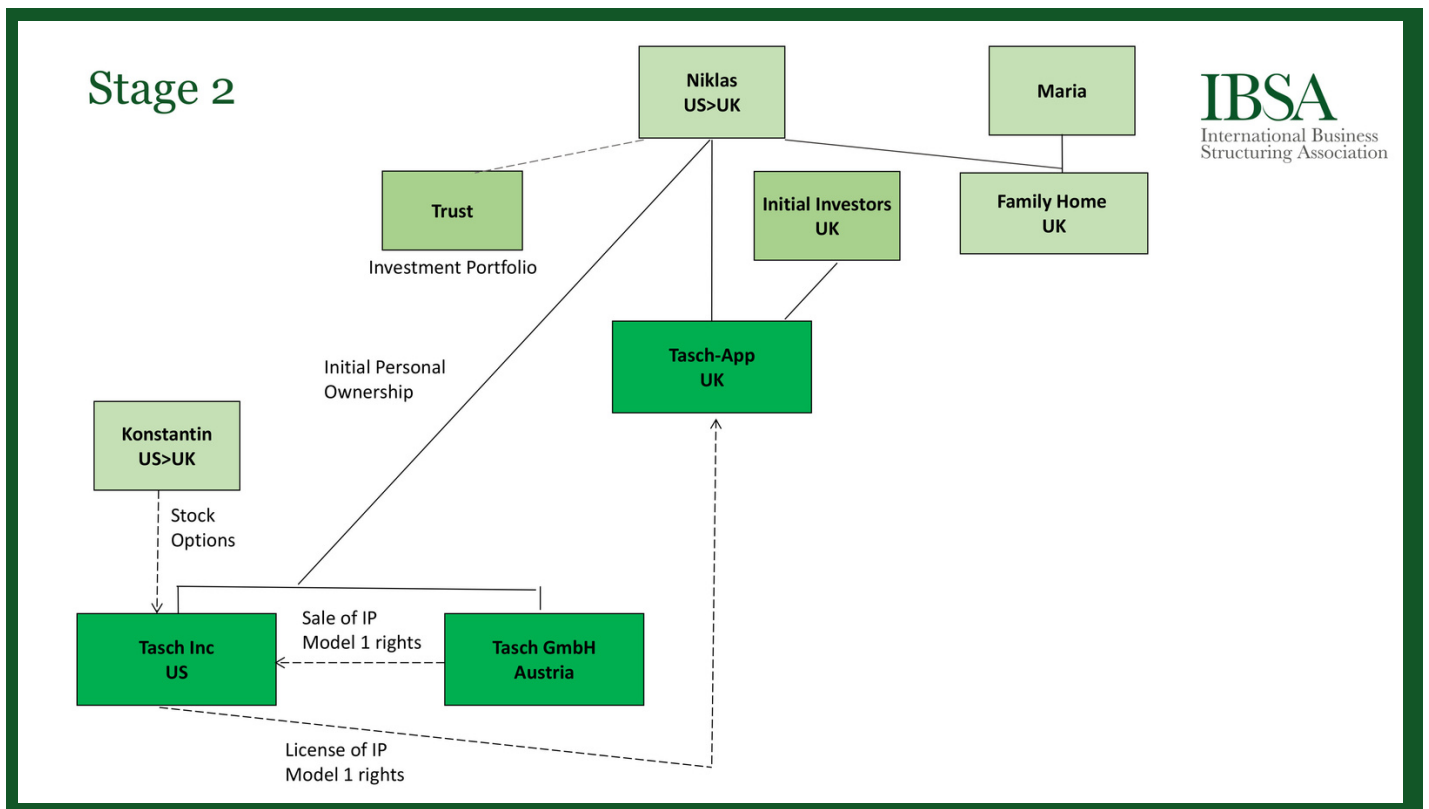 Stage 2
Niklas
US>UK
Maria
IBSA
International Business
Structuring Association
Trust
Investment Portfolio
Initial Investors
UK
Family Home
UK
Initial Personal
Ownership
Tasch-App
UK
Konstantin
US>UK
Stock
Options
Tasch Inc
US
Sale of IP
Model 1 rights
Tasch GmbH
Austria
License of IP
Model 1 rights